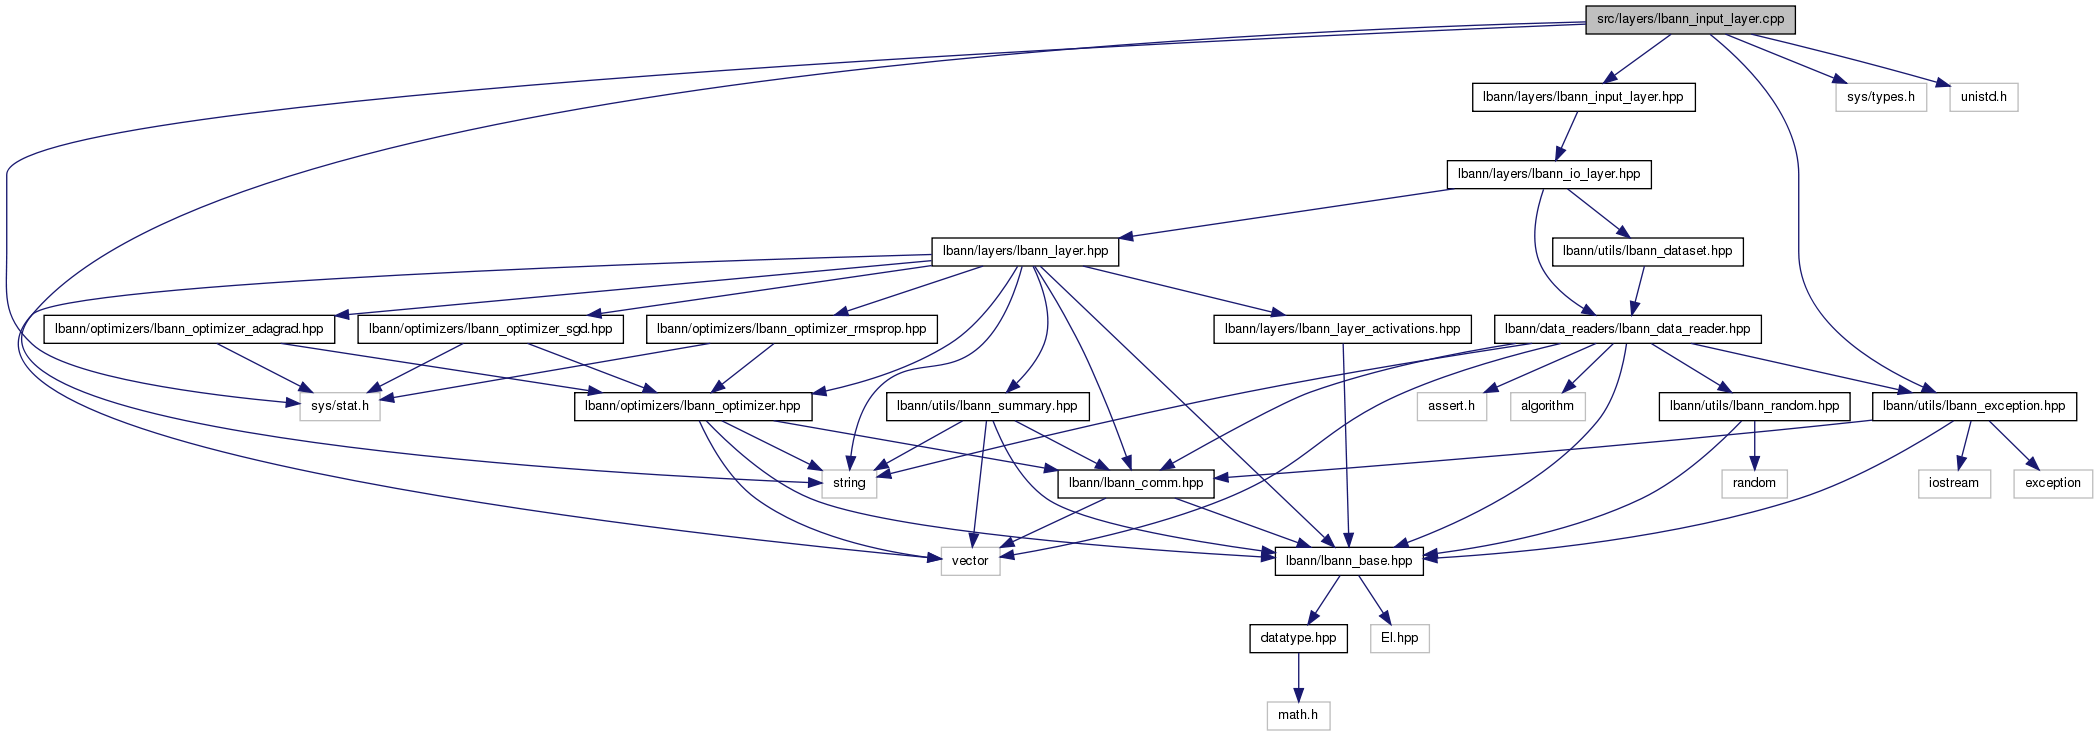 src/layers/lbann_input_layer.cpp
lbann/layers/lbann_input_layer.hpp
sys/types.h
unistd.h
lbann/layers/lbann_io_layer.hpp
lbann/layers/lbann_layer.hpp
lbann/utils/lbann_dataset.hpp
lbann/optimizers/lbann_optimizer_adagrad.hpp
lbann/optimizers/lbann_optimizer_sgd.hpp
lbann/optimizers/lbann_optimizer_rmsprop.hpp
lbann/layers/lbann_layer_activations.hpp
lbann/data_readers/lbann_data_reader.hpp
sys/stat.h
lbann/optimizers/lbann_optimizer.hpp
lbann/utils/lbann_summary.hpp
assert.h
algorithm
lbann/utils/lbann_random.hpp
lbann/utils/lbann_exception.hpp
string
lbann/lbann_comm.hpp
random
iostream
exception
vector
lbann/lbann_base.hpp
datatype.hpp
El.hpp
math.h